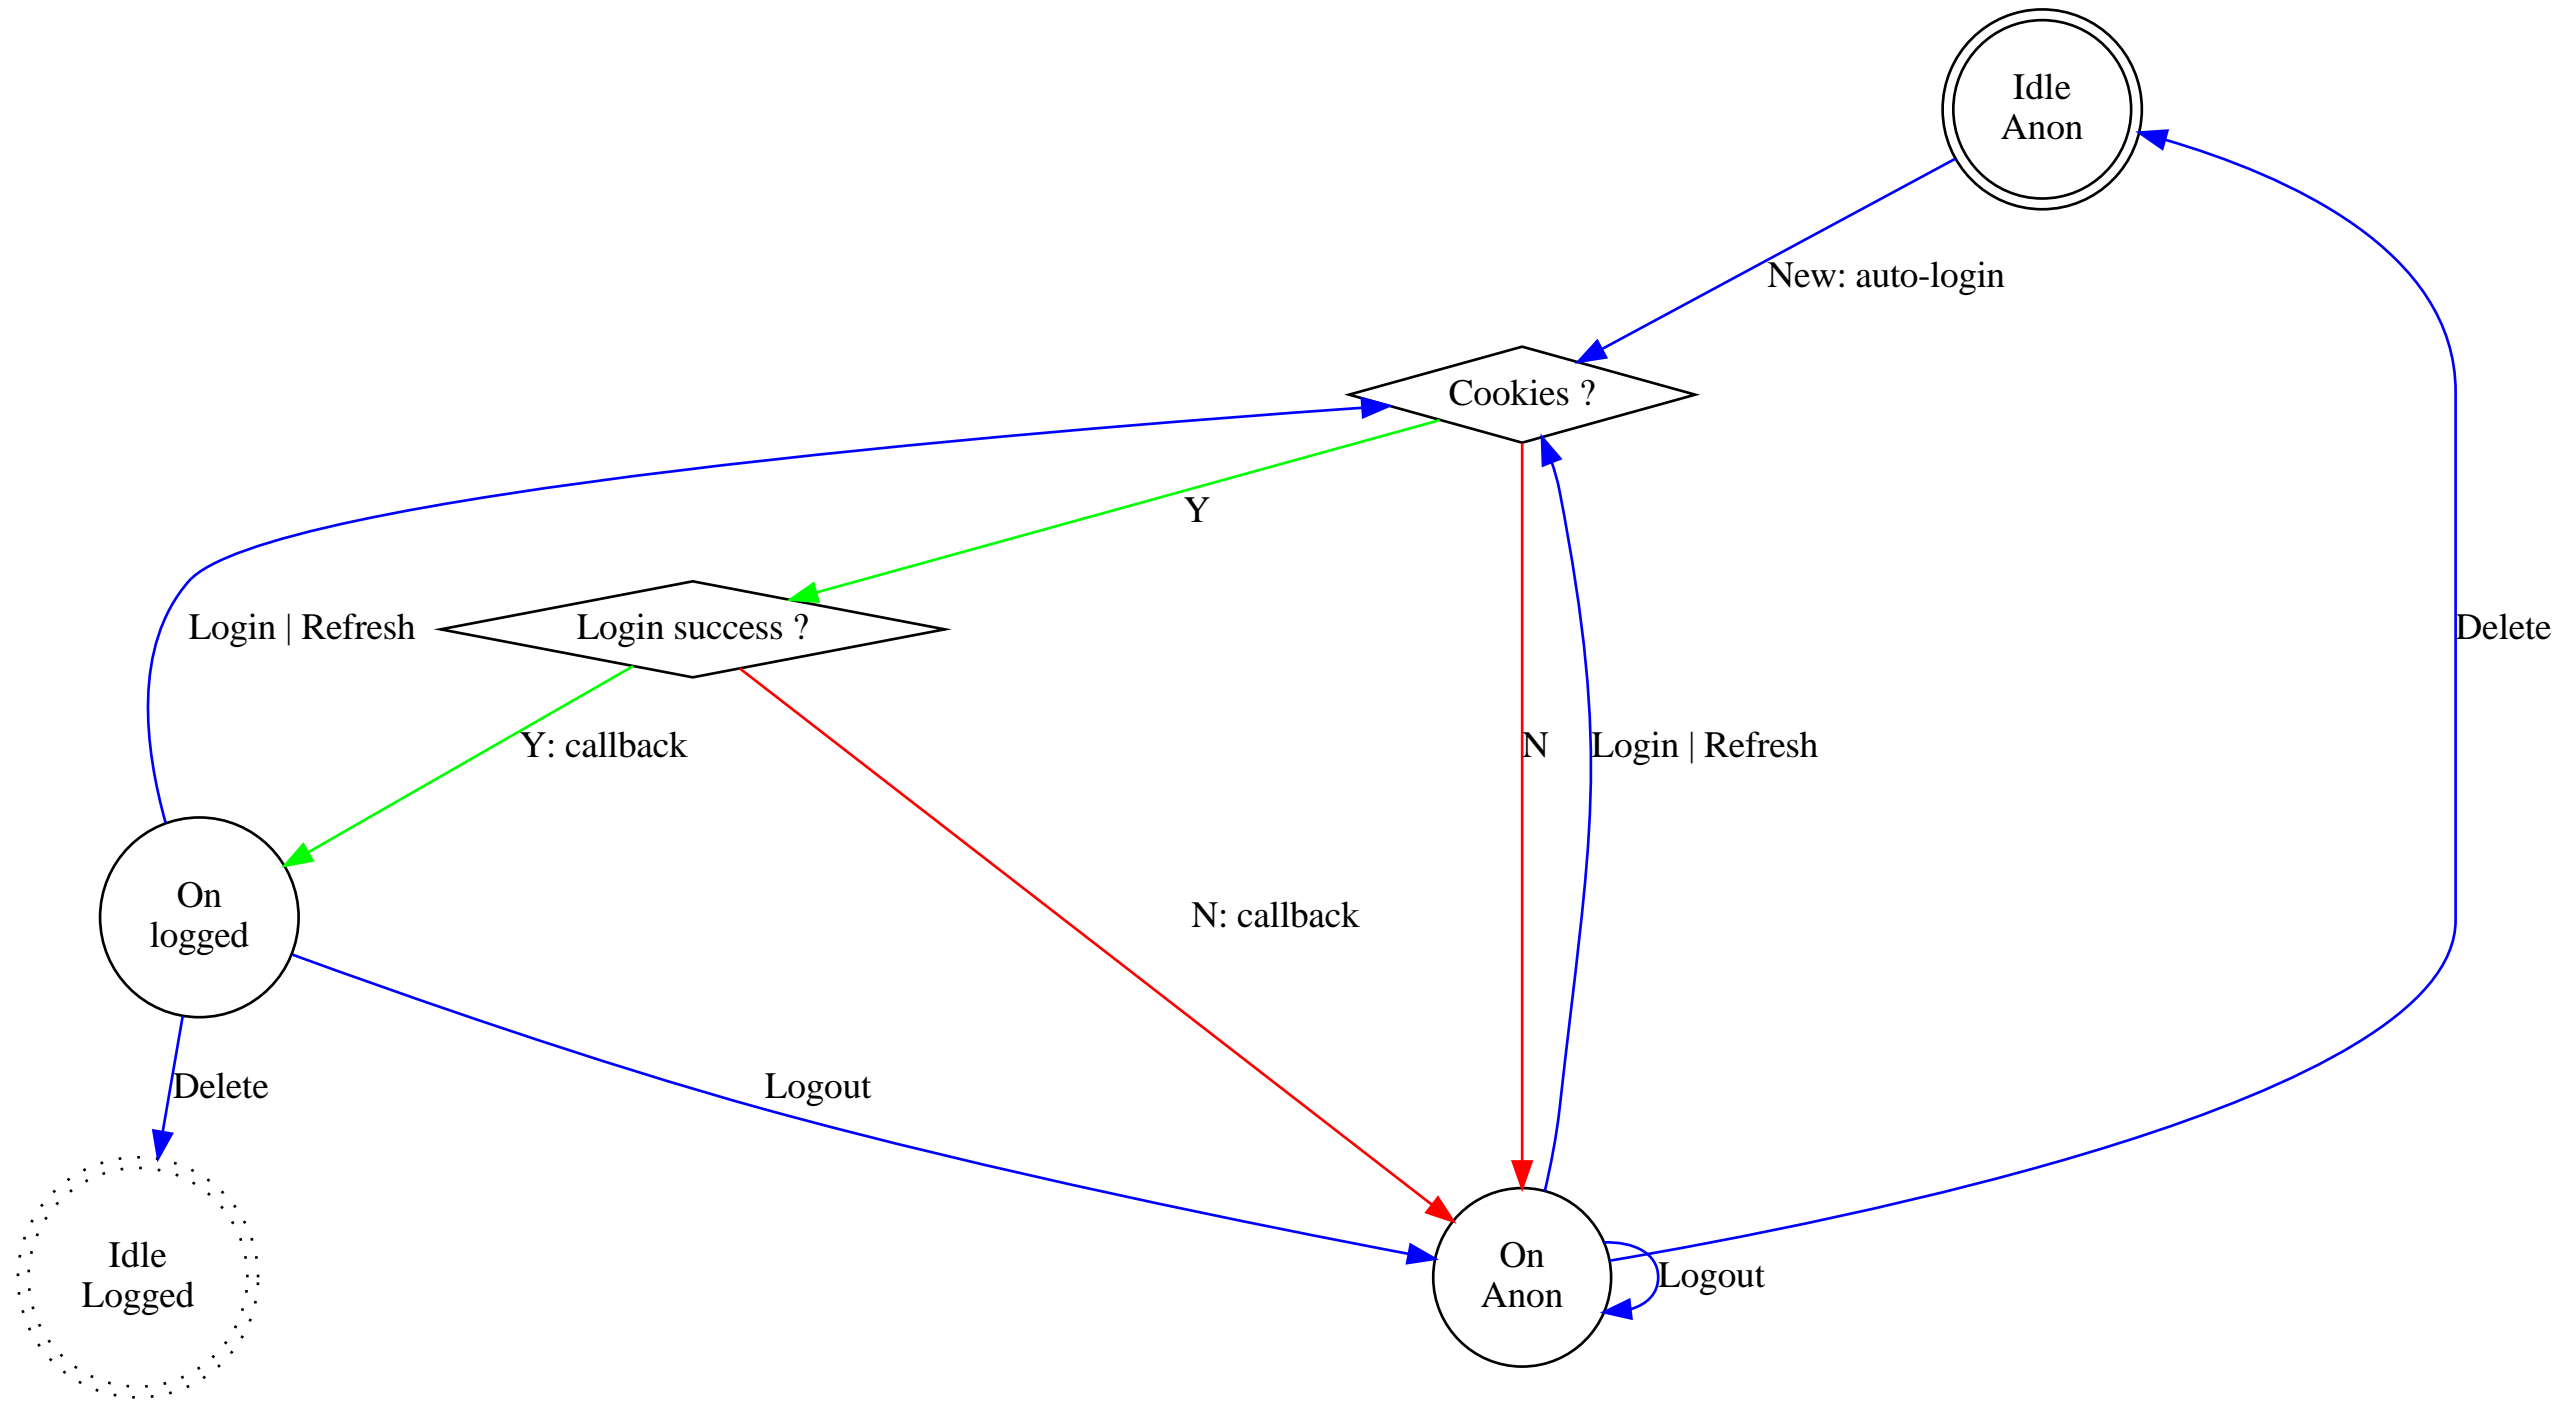 Idle
Anon
New: auto-login
Cookies ?
Y
Login | Refresh
Login success ?
Delete
Y: callback
N
Login | Refresh
On
logged
N: callback
Delete
Logout
Idle
Logged
On
Anon
Logout